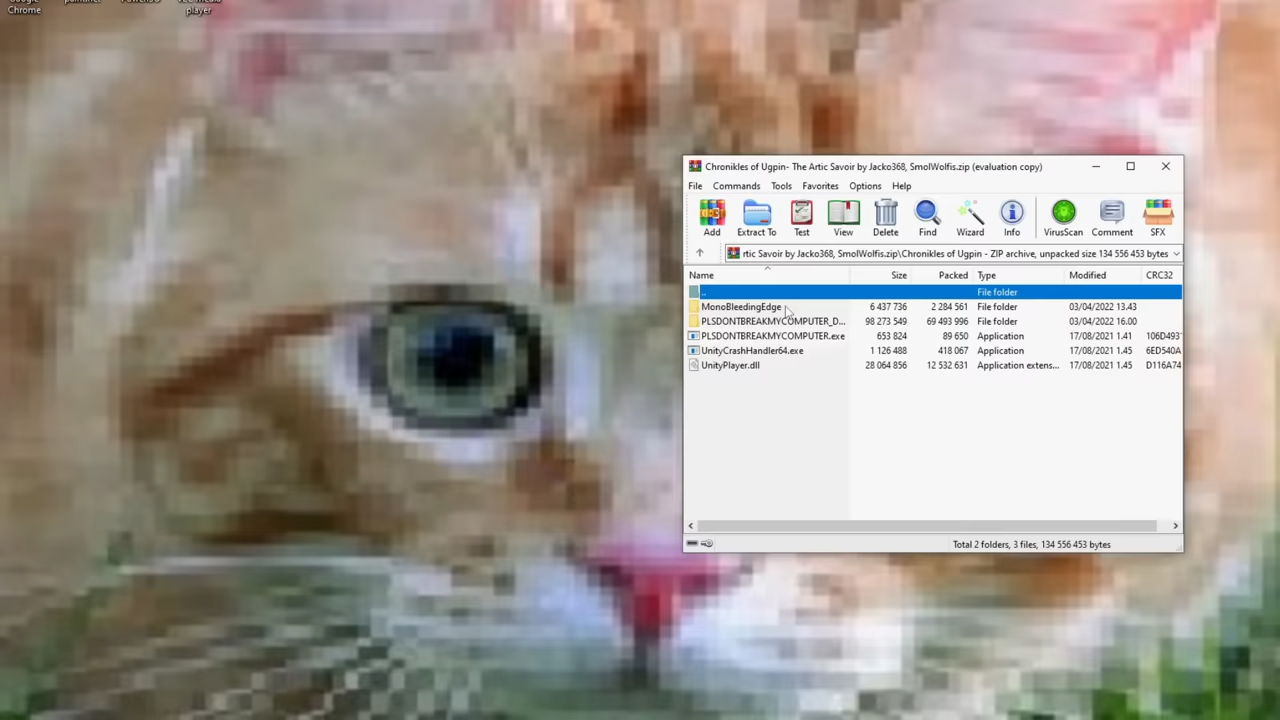 Google
Chrome
player
Chronikles of Ugpin- The Artic Savoir by Jacko368, SmolWolfis.zip (evaluation copy)
File Commands Tools Favorites Options Help
Add Extract To Test View Delete Find Wizard Info VirusScan Comment SFX
rtic Savoir by Jacko368, SmolWolfis.zip\Chronikles of Ugpin - ZIP archive, unpacked size 134 556 453 bytes
Name Size Packed Type Modified CRC32
.. File folder
MonoBleedingEdge 6 437 736 2 284 561 File folder 03/04/2022 13.43
PLSDONTBREAKMYCOMPUTER_D... 98 273 549 69 493 996 File folder 03/04/2022 16.00
PLSDONTBREAKMYCOMPUTER.exe 653 824 89 650 Application 17/08/2021 1.41 106D493
UnityCrashHandler64.exe 1 126 488 418 067 Application 17/08/2021 1.45 6ED540A
UnityPlayer.dll 28 064 856 12 532 631 Application extens... 17/08/2021 1.45 D116A74
Total 2 folders, 3 files, 134 556 453 bytes